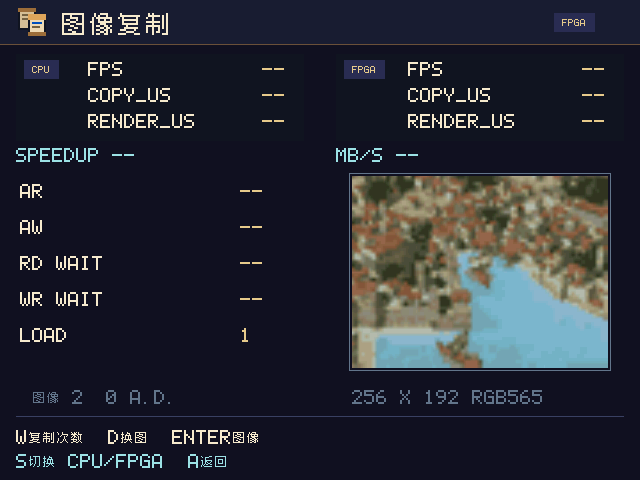 图像复制 FPGA
CPU FPS -- FPGA FPS --
COPY_US -- COPY_US --
RENDER_US -- RENDER_US --
SPEEDUP -- MB/S --
AR --
AW --
RD WAIT --
WR WAIT --
LOAD 1
图像 2 0 A.D. 256 X 192 RGB565
W复制次数 D换图 ENTER图像
S切换 CPU/FPGA A返回